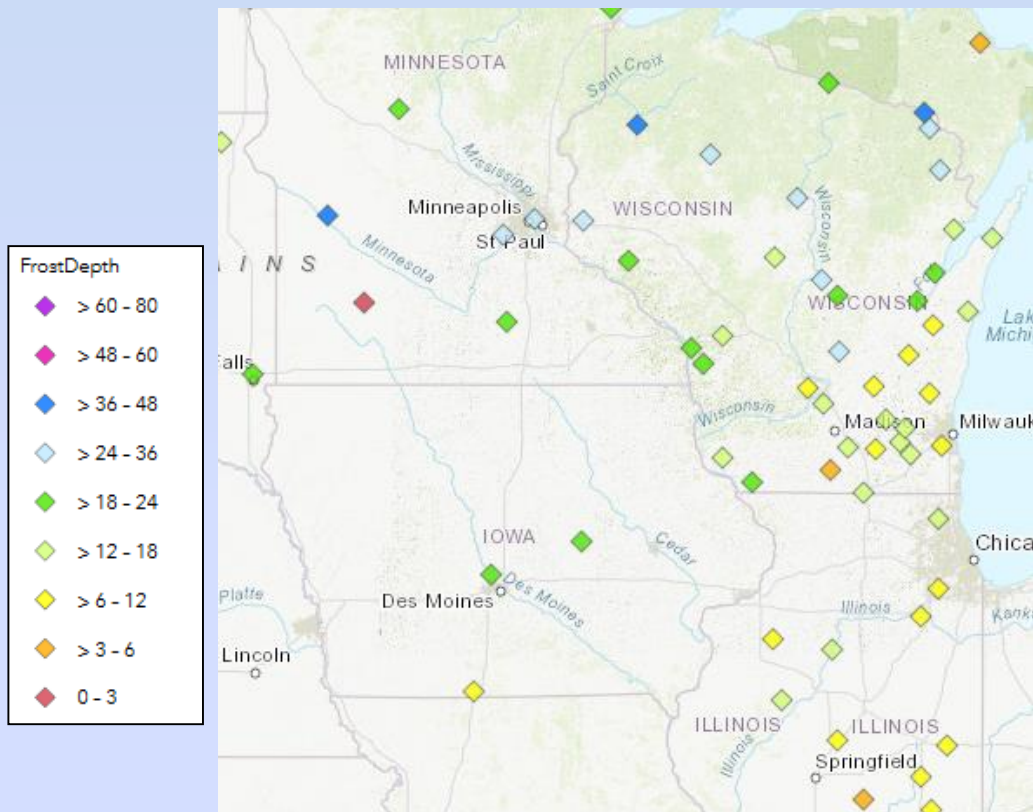 FrostDepth
> 60 - 80
> 48 - 60
> 36 - 48
> 24 - 36
> 18 - 24
> 12 - 18
> 6 - 12
> 3 - 6
0 - 3
MINNESOTA
Saint Croix
Mississippi
Minneapolis
St Paul
WISCONSIN
Wisconsin
Minnesota
A I N S
WISCONSIN
Lak
Michi
Falls
Wisconsin
Madison
Milwauk
IOWA
Cedar
Chica
Des Moines
Des Moines
Platte
Illinois
Kank
Lincoln
ILLINOIS
ILLINOIS
Illinois
Springfield